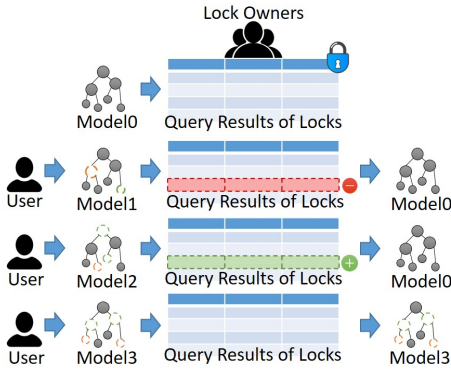 Lock Owners
Model0 Query Results of Locks
User Model1 Query Results of Locks Model0
User Model2 Query Results of Locks Model0
User Model3 Query Results of Locks Model3